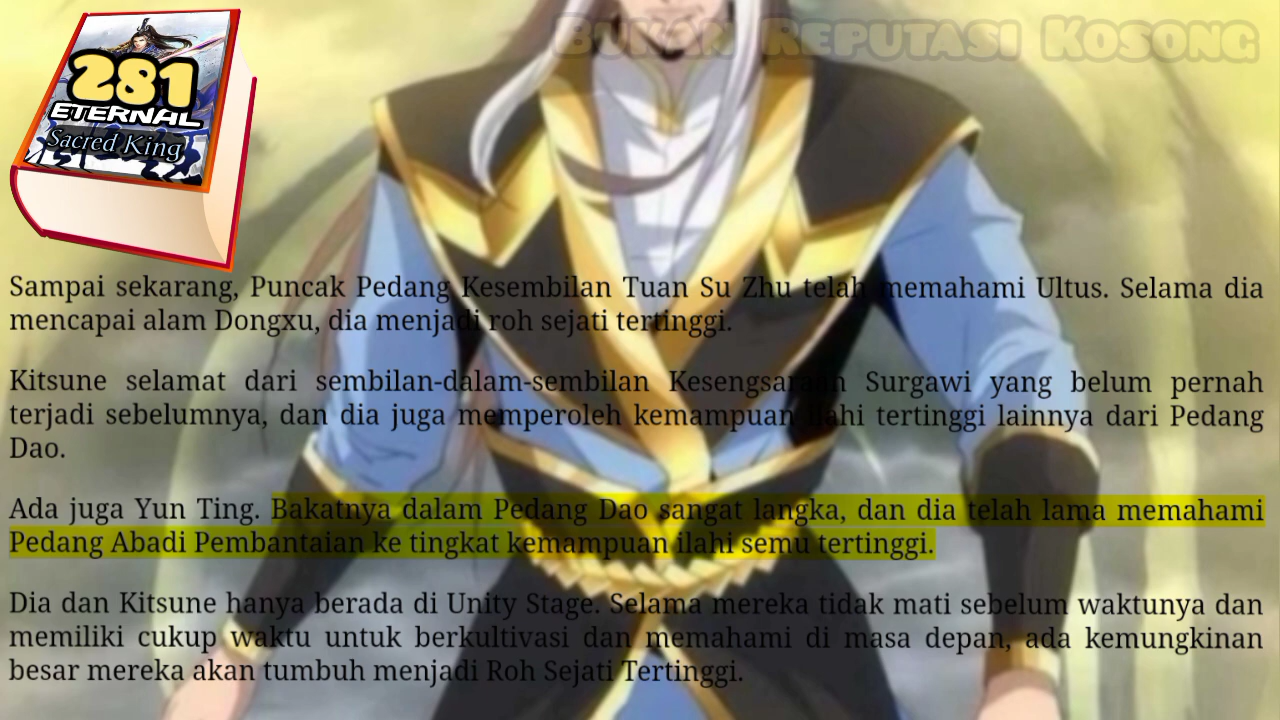 Bukan Reputasi Kosong
281
ETERNAL
Sacred King
Sampai sekarang, Puncak Pedang Kesembilan Tuan Su Zhu telah memahami Ultus. Selama dia
mencapai alam Dongxu, dia menjadi roh sejati tertinggi.
Kitsune selamat dari sembilan-dalam-sembilan Kesengsaraan Surgawi yang belum pernah
terjadi sebelumnya, dan dia juga memperoleh kemampuan ilahi tertinggi lainnya dari Pedang
Dao.
Ada juga Yun Ting. Bakatnya dalam Pedang Dao sangat langka, dan dia telah lama memahami
Pedang Abadi Pembantaian ke tingkat kemampuan ilahi semu tertinggi.
Dia dan Kitsune hanya berada di Unity Stage. Selama mereka tidak mati sebelum waktunya dan
memiliki cukup waktu untuk berkultivasi dan memahami di masa depan, ada kemungkinan
besar mereka akan tumbuh menjadi Roh Sejati Tertinggi.